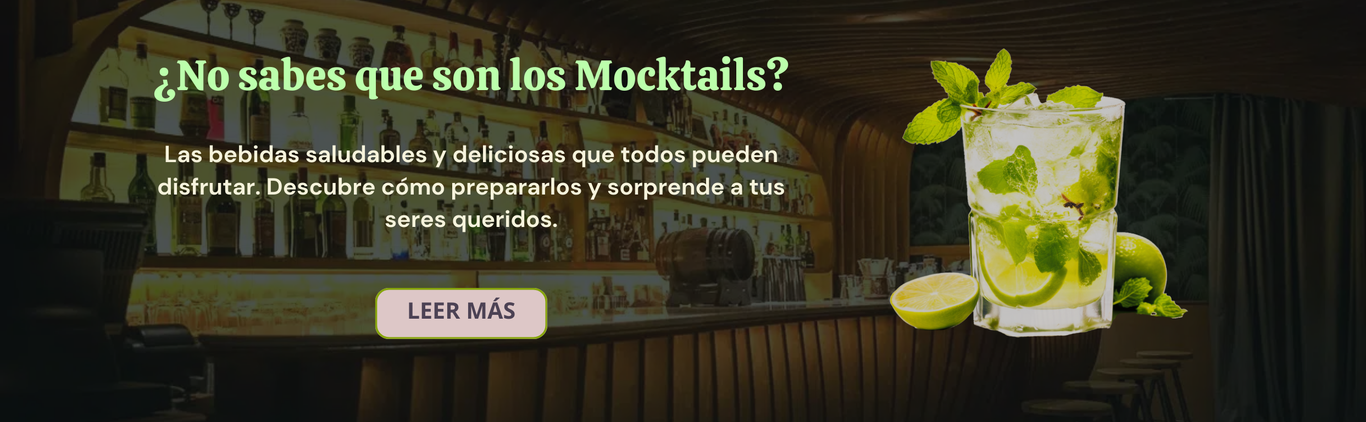 ¿No sabes que son los Mocktails?
Las bebidas saludables y deliciosas que todos pueden
disfrutar. Descubre cómo prepararlos y sorprende a tus
seres queridos.
LEER MÁS